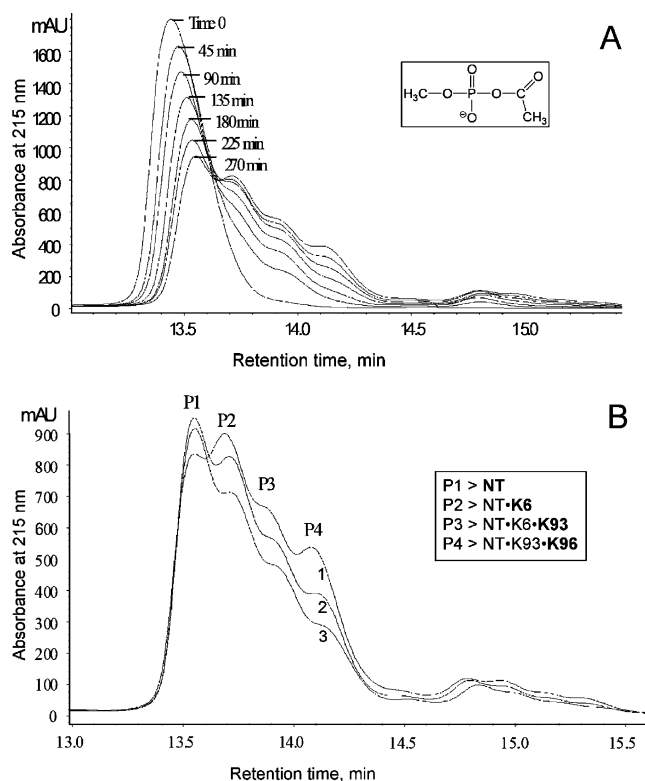 mAU
A
Time 0
45 min
90 min
135 min
180 min
225 min
270 min
1800
1600
1400
1200
1000
800
600
400
200
0
Absorbance at 215 nm
O
O
H₃C
O
P
O
C
O
⊖
CH₃
13.5
14.0
14.5
15.0
Retention time, min
B
mAU
P1
P2
P3
P4
900
800
700
600
500
400
300
200
100
0
Absorbance at 215 nm
P1 > NT
P2 > NT•K6
P3 > NT•K6•K93
P4 > NT•K93•K96
1
2
3
13.0
13.5
14.0
14.5
15.0
15.5
Retention time, min